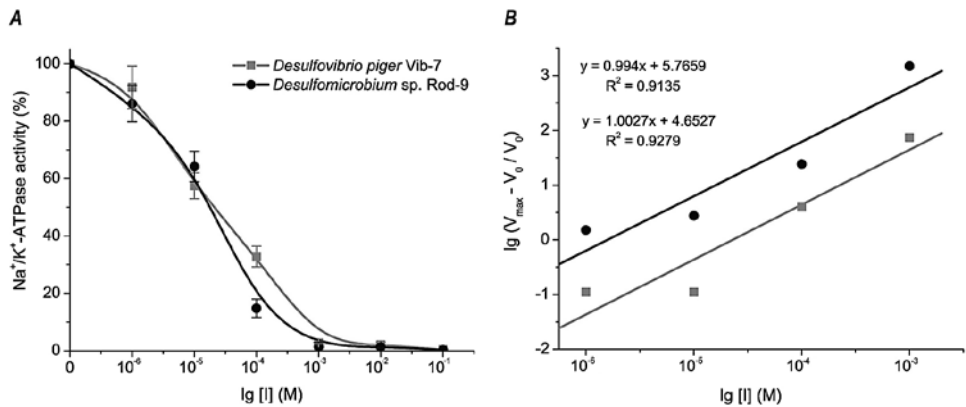 A
Desulfovibrio piger Vib-7
Desulfomicrobium sp. Rod-9
Na⁺/K⁺-ATPase activity (%)
100
80
60
40
20
0
0
10⁻⁶
10⁻⁵
10⁻⁴
10⁻³
10⁻²
10⁻¹
lg [I] (M)
B
y = 0.994x + 5.7659
R² = 0.9135
y = 1.0027x + 4.6527
R² = 0.9279
lg (Vmax – V0 / V0)
3
2
1
0
-1
-2
10⁻⁶
10⁻⁵
10⁻⁴
10⁻³
lg [I] (M)